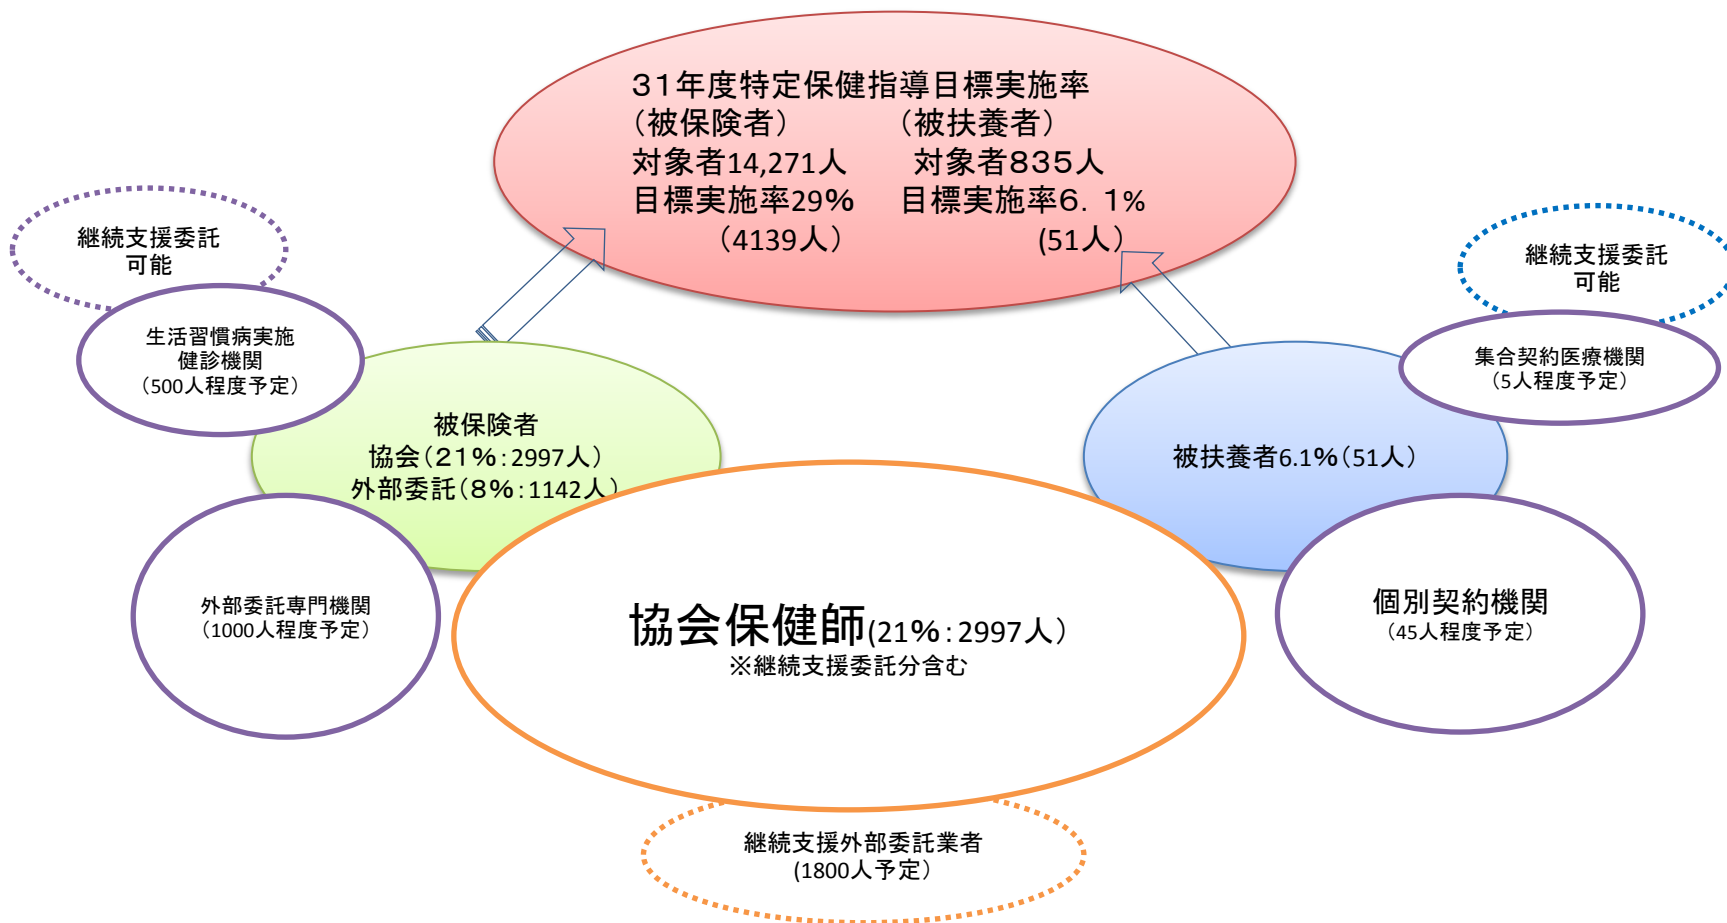 31年度特定保健指導目標実施率
（被保険者） （被扶養者）
対象者14,271人 対象者835人
目標実施率29% 目標実施率6．1%
（4139人） (51人）
継続支援委託
可能
継続支援委託
可能
生活習慣病実施
健診機関
（500人程度予定）
集合契約医療機関
（5人程度予定）
被保険者
協会（21%：2997人）
外部委託（8%：1142人）
被扶養者6.1%（51人）
外部委託専門機関
（1000人程度予定）
協会保健師(21%：2997人）
※継続支援委託分含む
個別契約機関
（45人程度予定）
継続支援外部委託業者
(1800人予定）